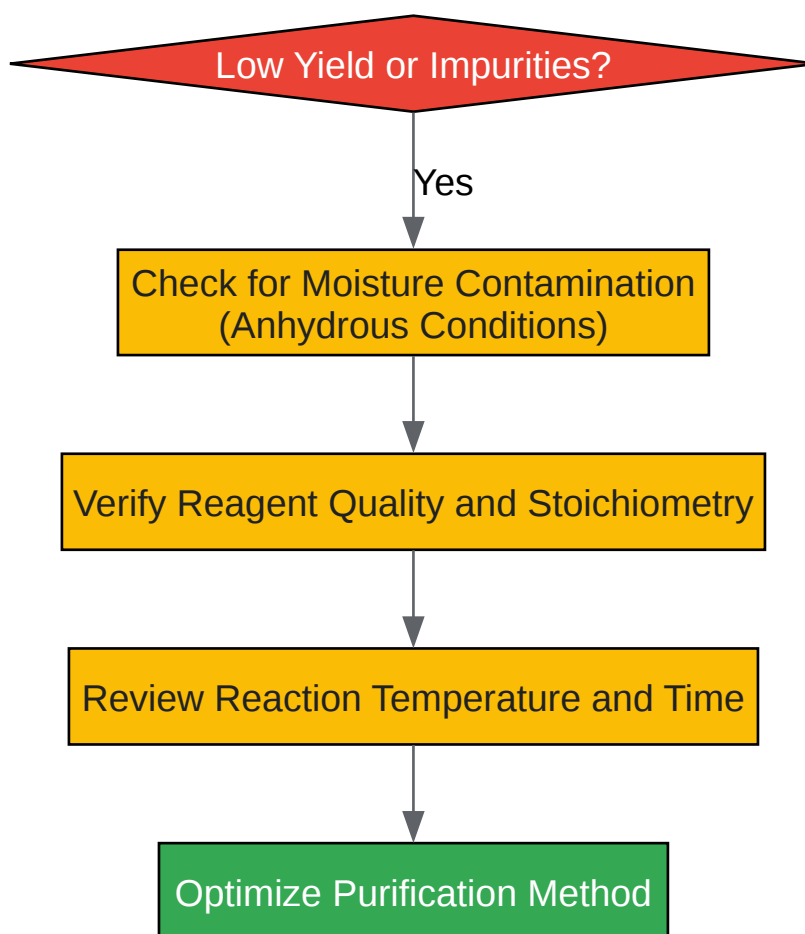 Low Yield or Impurities?
Yes
Check for Moisture Contamination
(Anhydrous Conditions)
Verify Reagent Quality and Stoichiometry
Review Reaction Temperature and Time
Optimize Purification Method